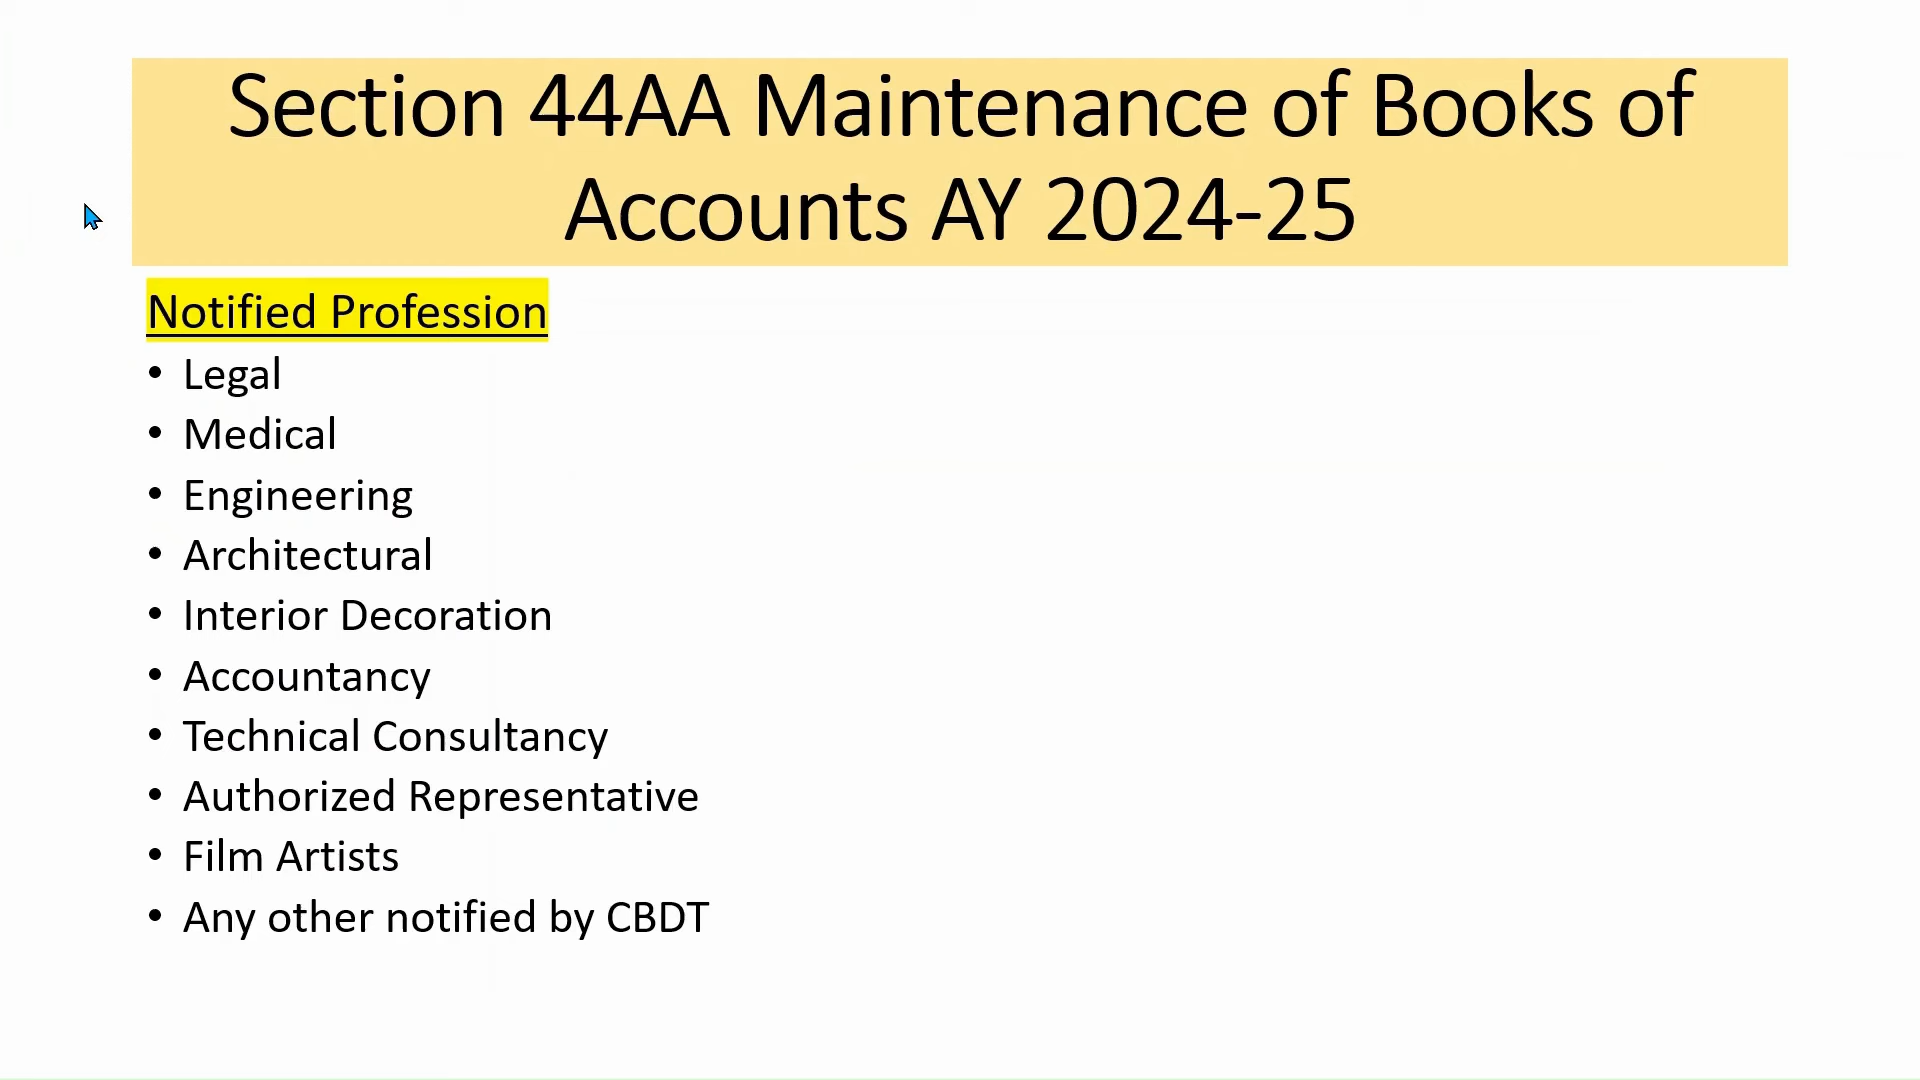 Section 44AA Maintenance of Books of
Accounts AY 2024-25
Notified Profession
• Legal
• Medical
• Engineering
• Architectural
• Interior Decoration
• Accountancy
• Technical Consultancy
• Authorized Representative
• Film Artists
• Any other notified by CBDT